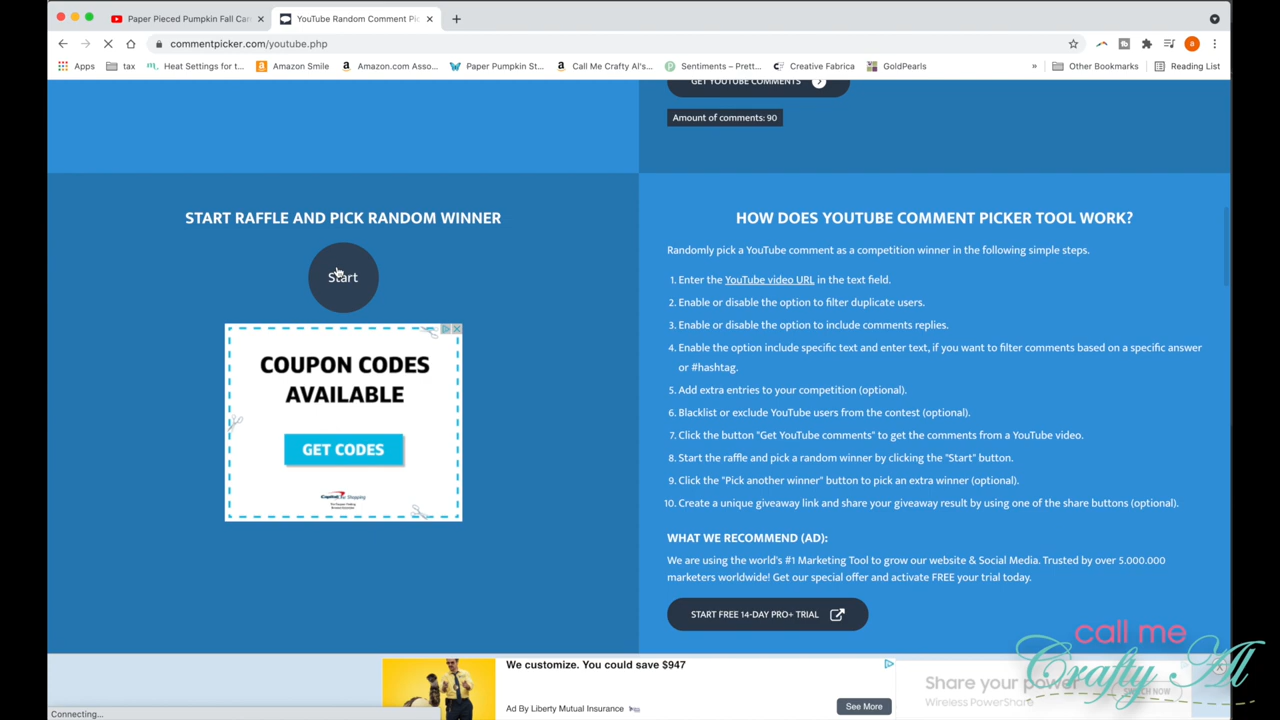 Paper Pieced Pumpkin Fall Can
YouTube Random Comment Pic
commentpicker.com/youtube.php
Apps
tax
Heat Settings for t...
Amazon Smile
Amazon.com Asso...
Paper Pumpkin St...
Call Me Crafty Al's...
Sentiments – Prett...
Creative Fabrica
GoldPearls
»
Other Bookmarks
Reading List
GET YOUTUBE COMMENTS
Amount of comments: 90
START RAFFLE AND PICK RANDOM WINNER
Start
COUPON CODES
AVAILABLE
GET CODES
HOW DOES YOUTUBE COMMENT PICKER TOOL WORK?
Randomly pick a YouTube comment as a competition winner in the following simple steps.
1. Enter the YouTube video URL in the text field.
2. Enable or disable the option to filter duplicate users.
3. Enable or disable the option to include comments replies.
4. Enable the option include specific text and enter text, if you want to filter comments based on a specific answer
or #hashtag.
5. Add extra entries to your competition (optional).
6. Blacklist or exclude YouTube users from the contest (optional).
7. Click the button "Get YouTube comments" to get the comments from a YouTube video.
8. Start the raffle and pick a random winner by clicking the "Start" button.
9. Click the "Pick another winner" button to pick an extra winner (optional).
10. Create a unique giveaway link and share your giveaway result by using one of the share buttons (optional).
WHAT WE RECOMMEND (AD):
We are using the world's #1 Marketing Tool to grow our website & Social Media. Trusted by over 5.000.000
marketers worldwide! Get our special offer and activate FREE your trial today.
START FREE 14-DAY PRO+ TRIAL
We customize. You could save $947
Ad By Liberty Mutual Insurance
See More
Share your power
Wireless PowerShare
SWITCH NOW
call me
Crafty Al
Connecting...